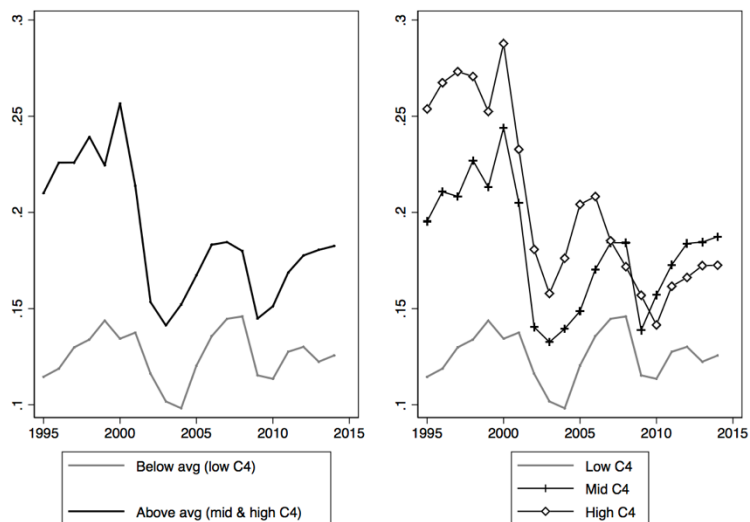 .3
.25
.2
.15
.1
1995 2000 2005 2010 2015
Below avg (low C4)
Above avg (mid & high C4)
.3
.25
.2
.15
.1
1995 2000 2005 2010 2015
Low C4
Mid C4
High C4